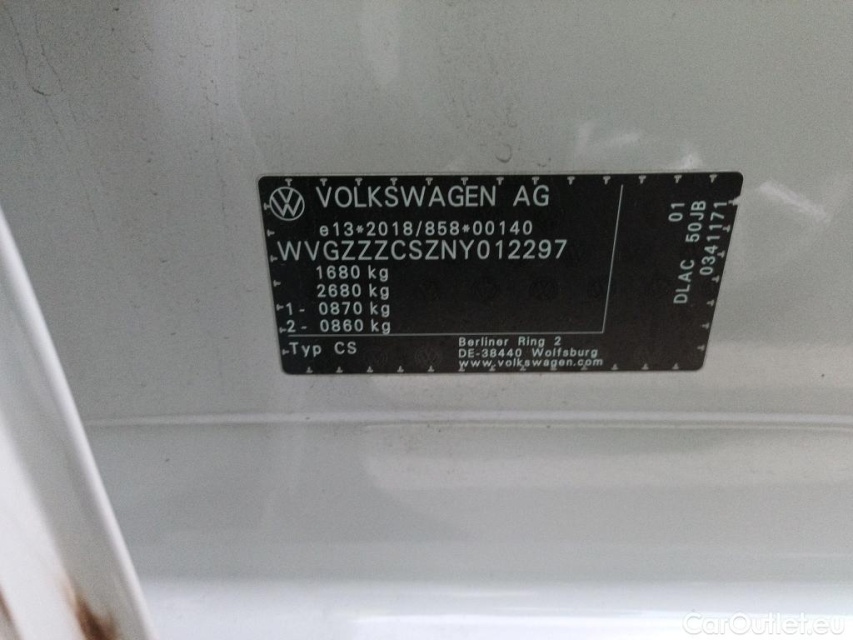 VOLKSWAGEN AG
e13*2018/858*00140
WVGZZZCSZNY012297
1680 kg
2680 kg
1- 0870 kg
2- 0860 kg
Typ CS
Berliner Ring 2
DE-38440 Wolfsburg
www.volkswagen.com
01
DLAC 50JB
0341171
CarOutlet.eu